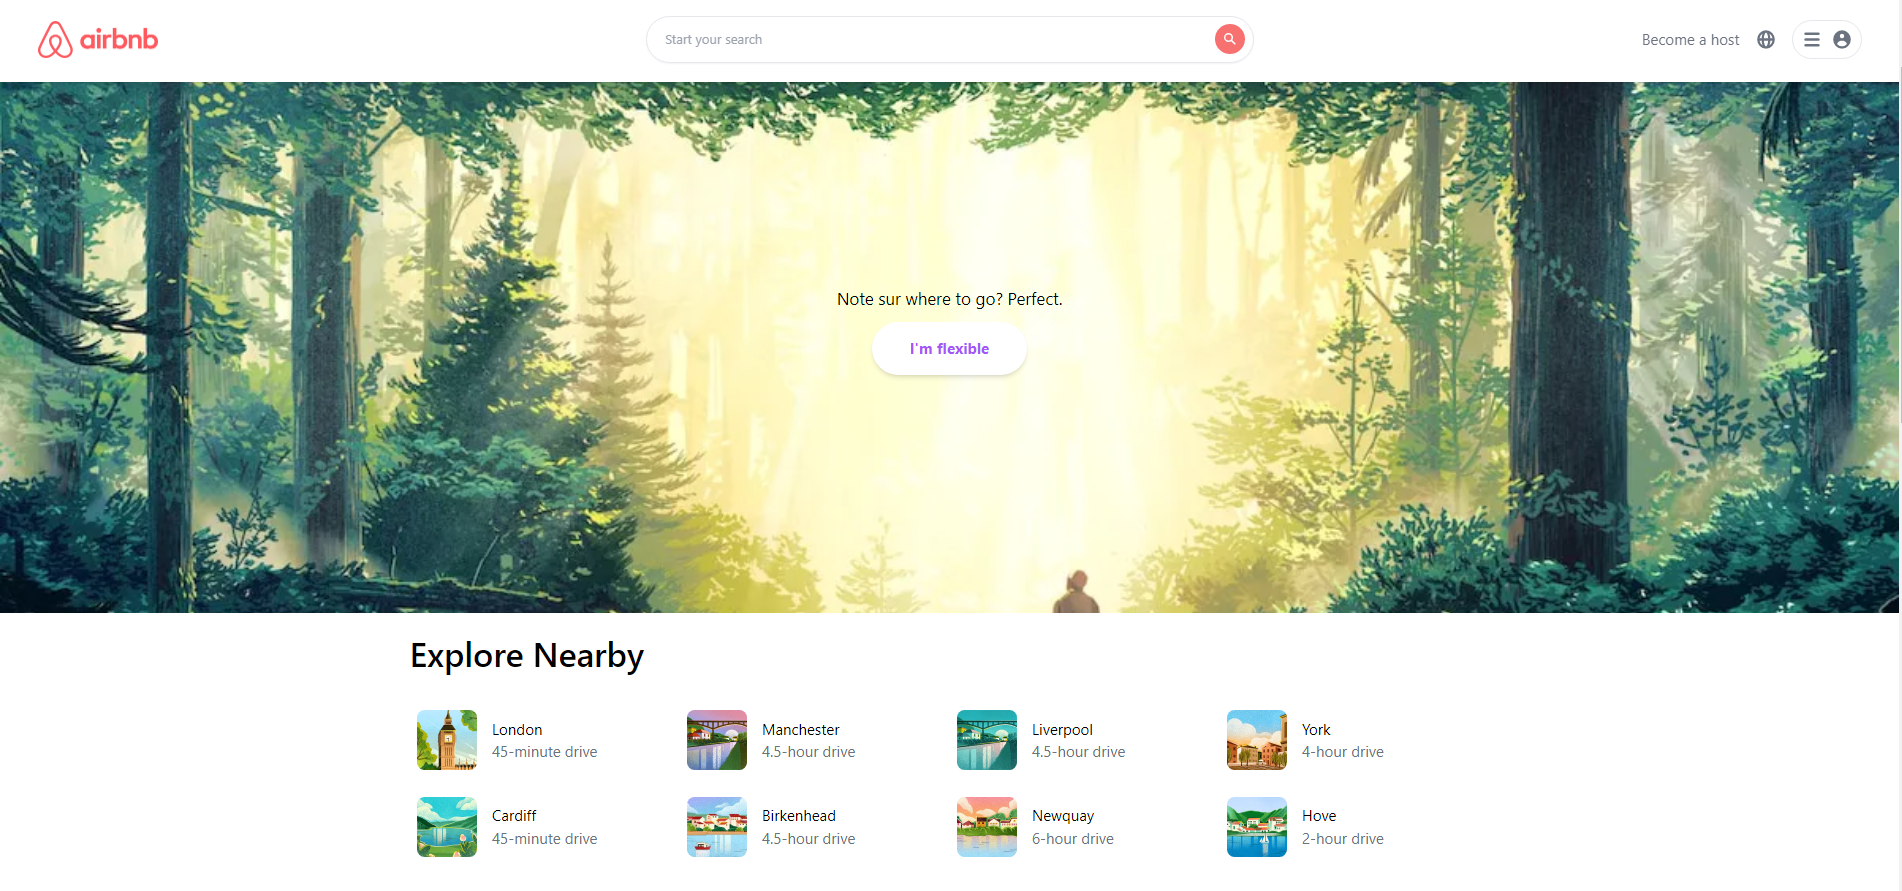 airbnb
Start your search
Become a host
Note sur where to go? Perfect.
I'm flexible
Explore Nearby
London
45-minute drive
Manchester
4.5-hour drive
Liverpool
4.5-hour drive
York
4-hour drive
Cardiff
45-minute drive
Birkenhead
4.5-hour drive
Newquay
6-hour drive
Hove
2-hour drive